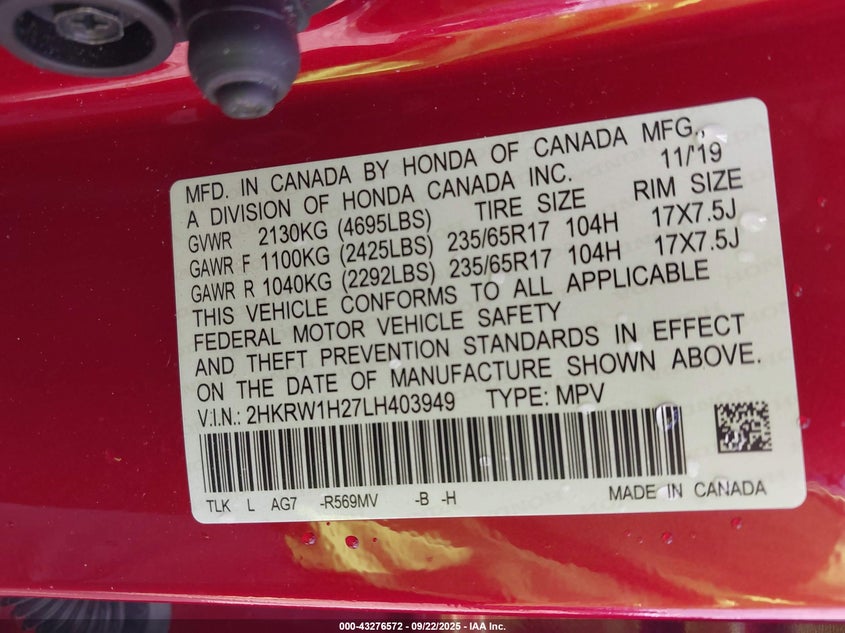 MFD. IN CANADA BY HONDA OF CANADA MFG.,
A DIVISION OF HONDA CANADA INC. 11/'19
GVWR 2130KG (4695LBS) TIRE SIZE RIM SIZE
GAWR F 1100KG (2425LBS) 235/65R17 104H 17X7.5J
GAWR R 1040KG (2292LBS) 235/65R17 104H 17X7.5J
THIS VEHICLE CONFORMS TO ALL APPLICABLE
FEDERAL MOTOR VEHICLE SAFETY
AND THEFT PREVENTION STANDARDS IN EFFECT
ON THE DATE OF MANUFACTURE SHOWN ABOVE.
V.I.N.: 2HKRW1H27LH403949 TYPE: MPV
TLK L AG7 -R569MV -B -H MADE IN CANADA
000-43276572 - 09/22/2025 - IAA Inc.